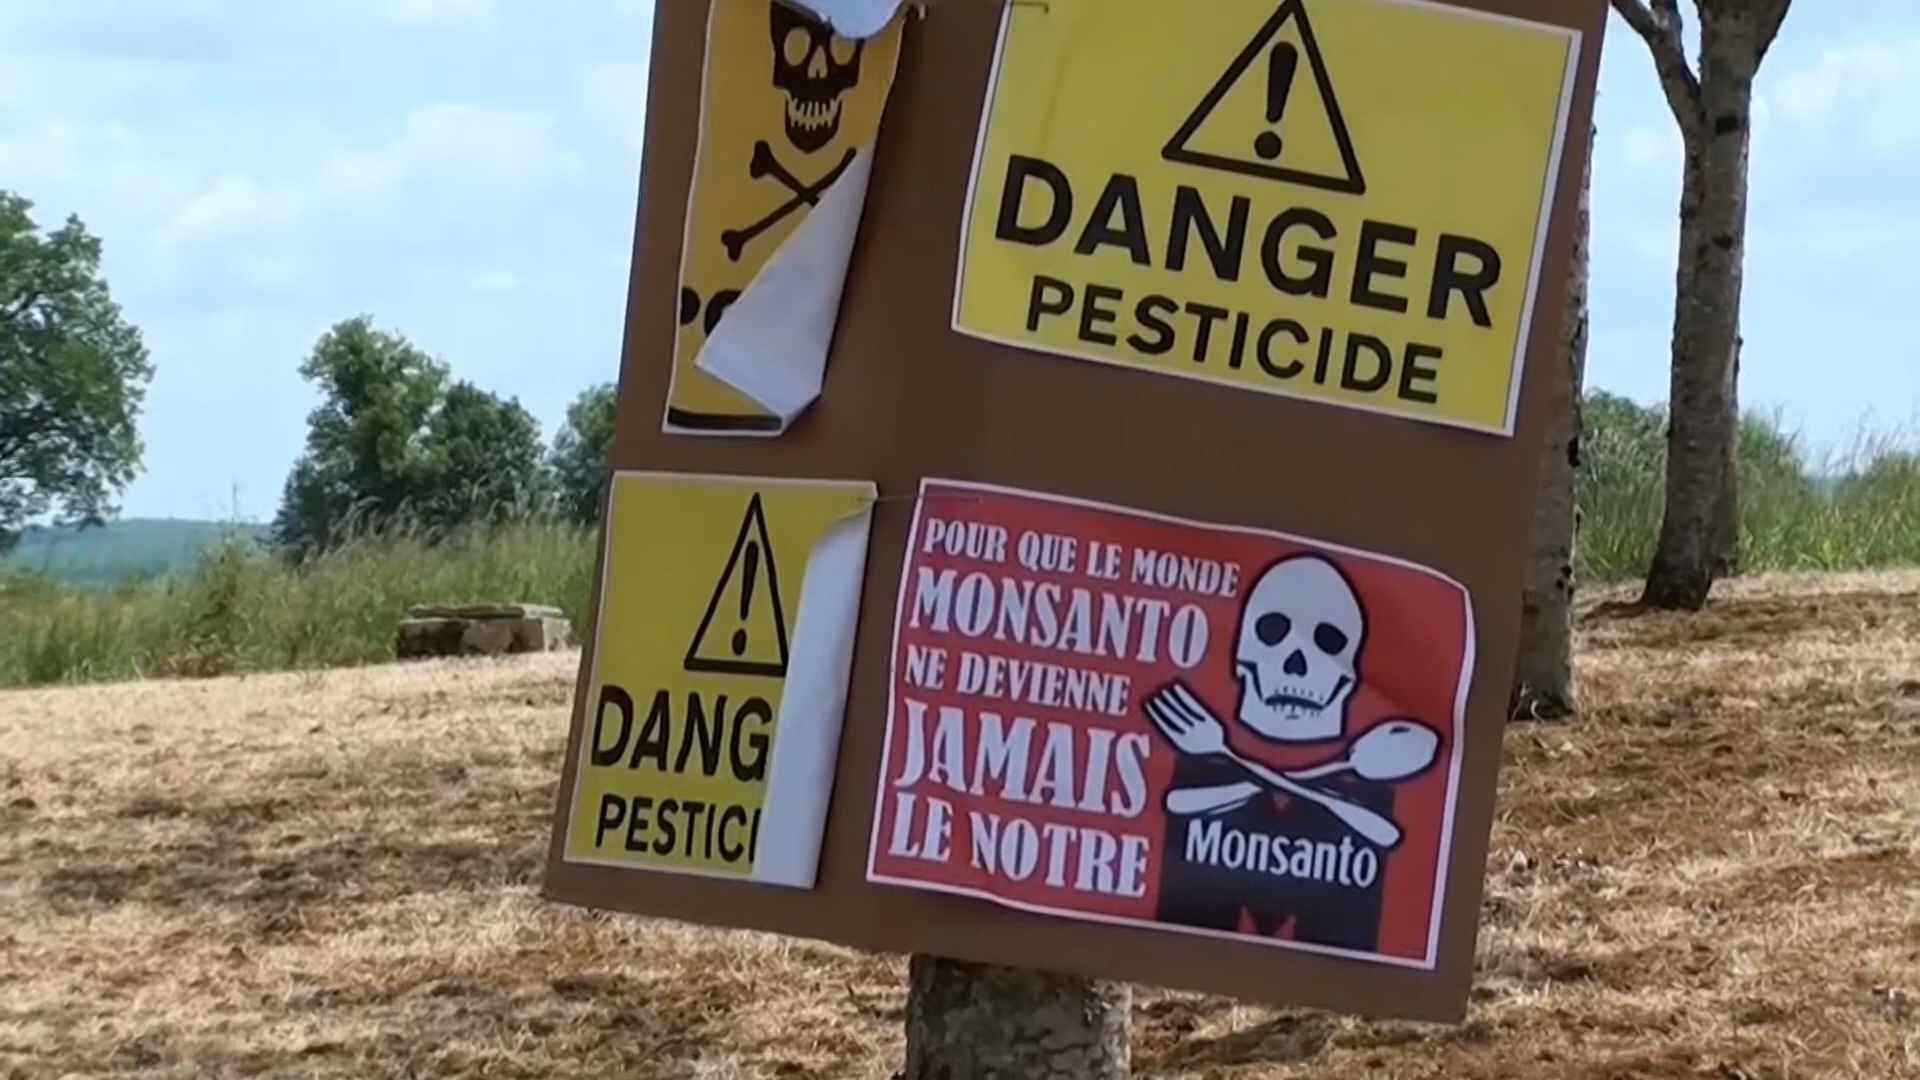 DANGER
PESTICIDE
DANG
PESTICI
POUR QUE LE MONDE
MONSANTO
NE DEVIENNE
JAMAIS
LE NOTRE
Monsanto